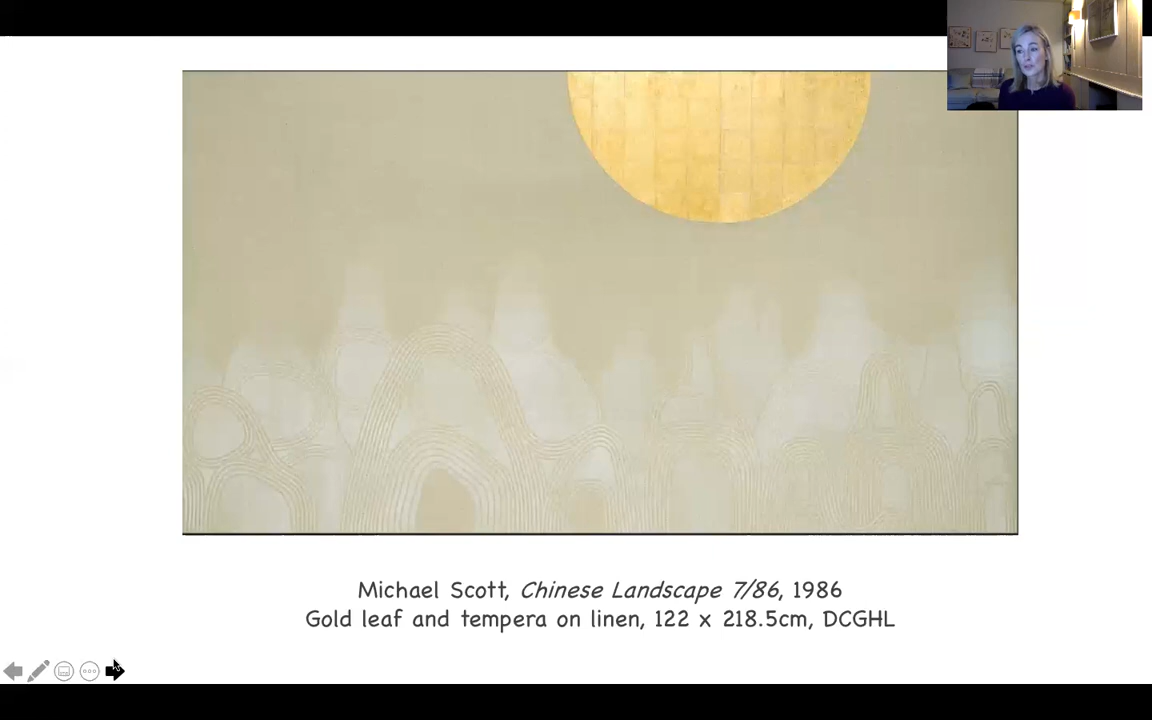 Michael Scott, Chinese Landscape 7/86, 1986
Gold leaf and tempera on linen, 122 x 218.5cm, DCGHL